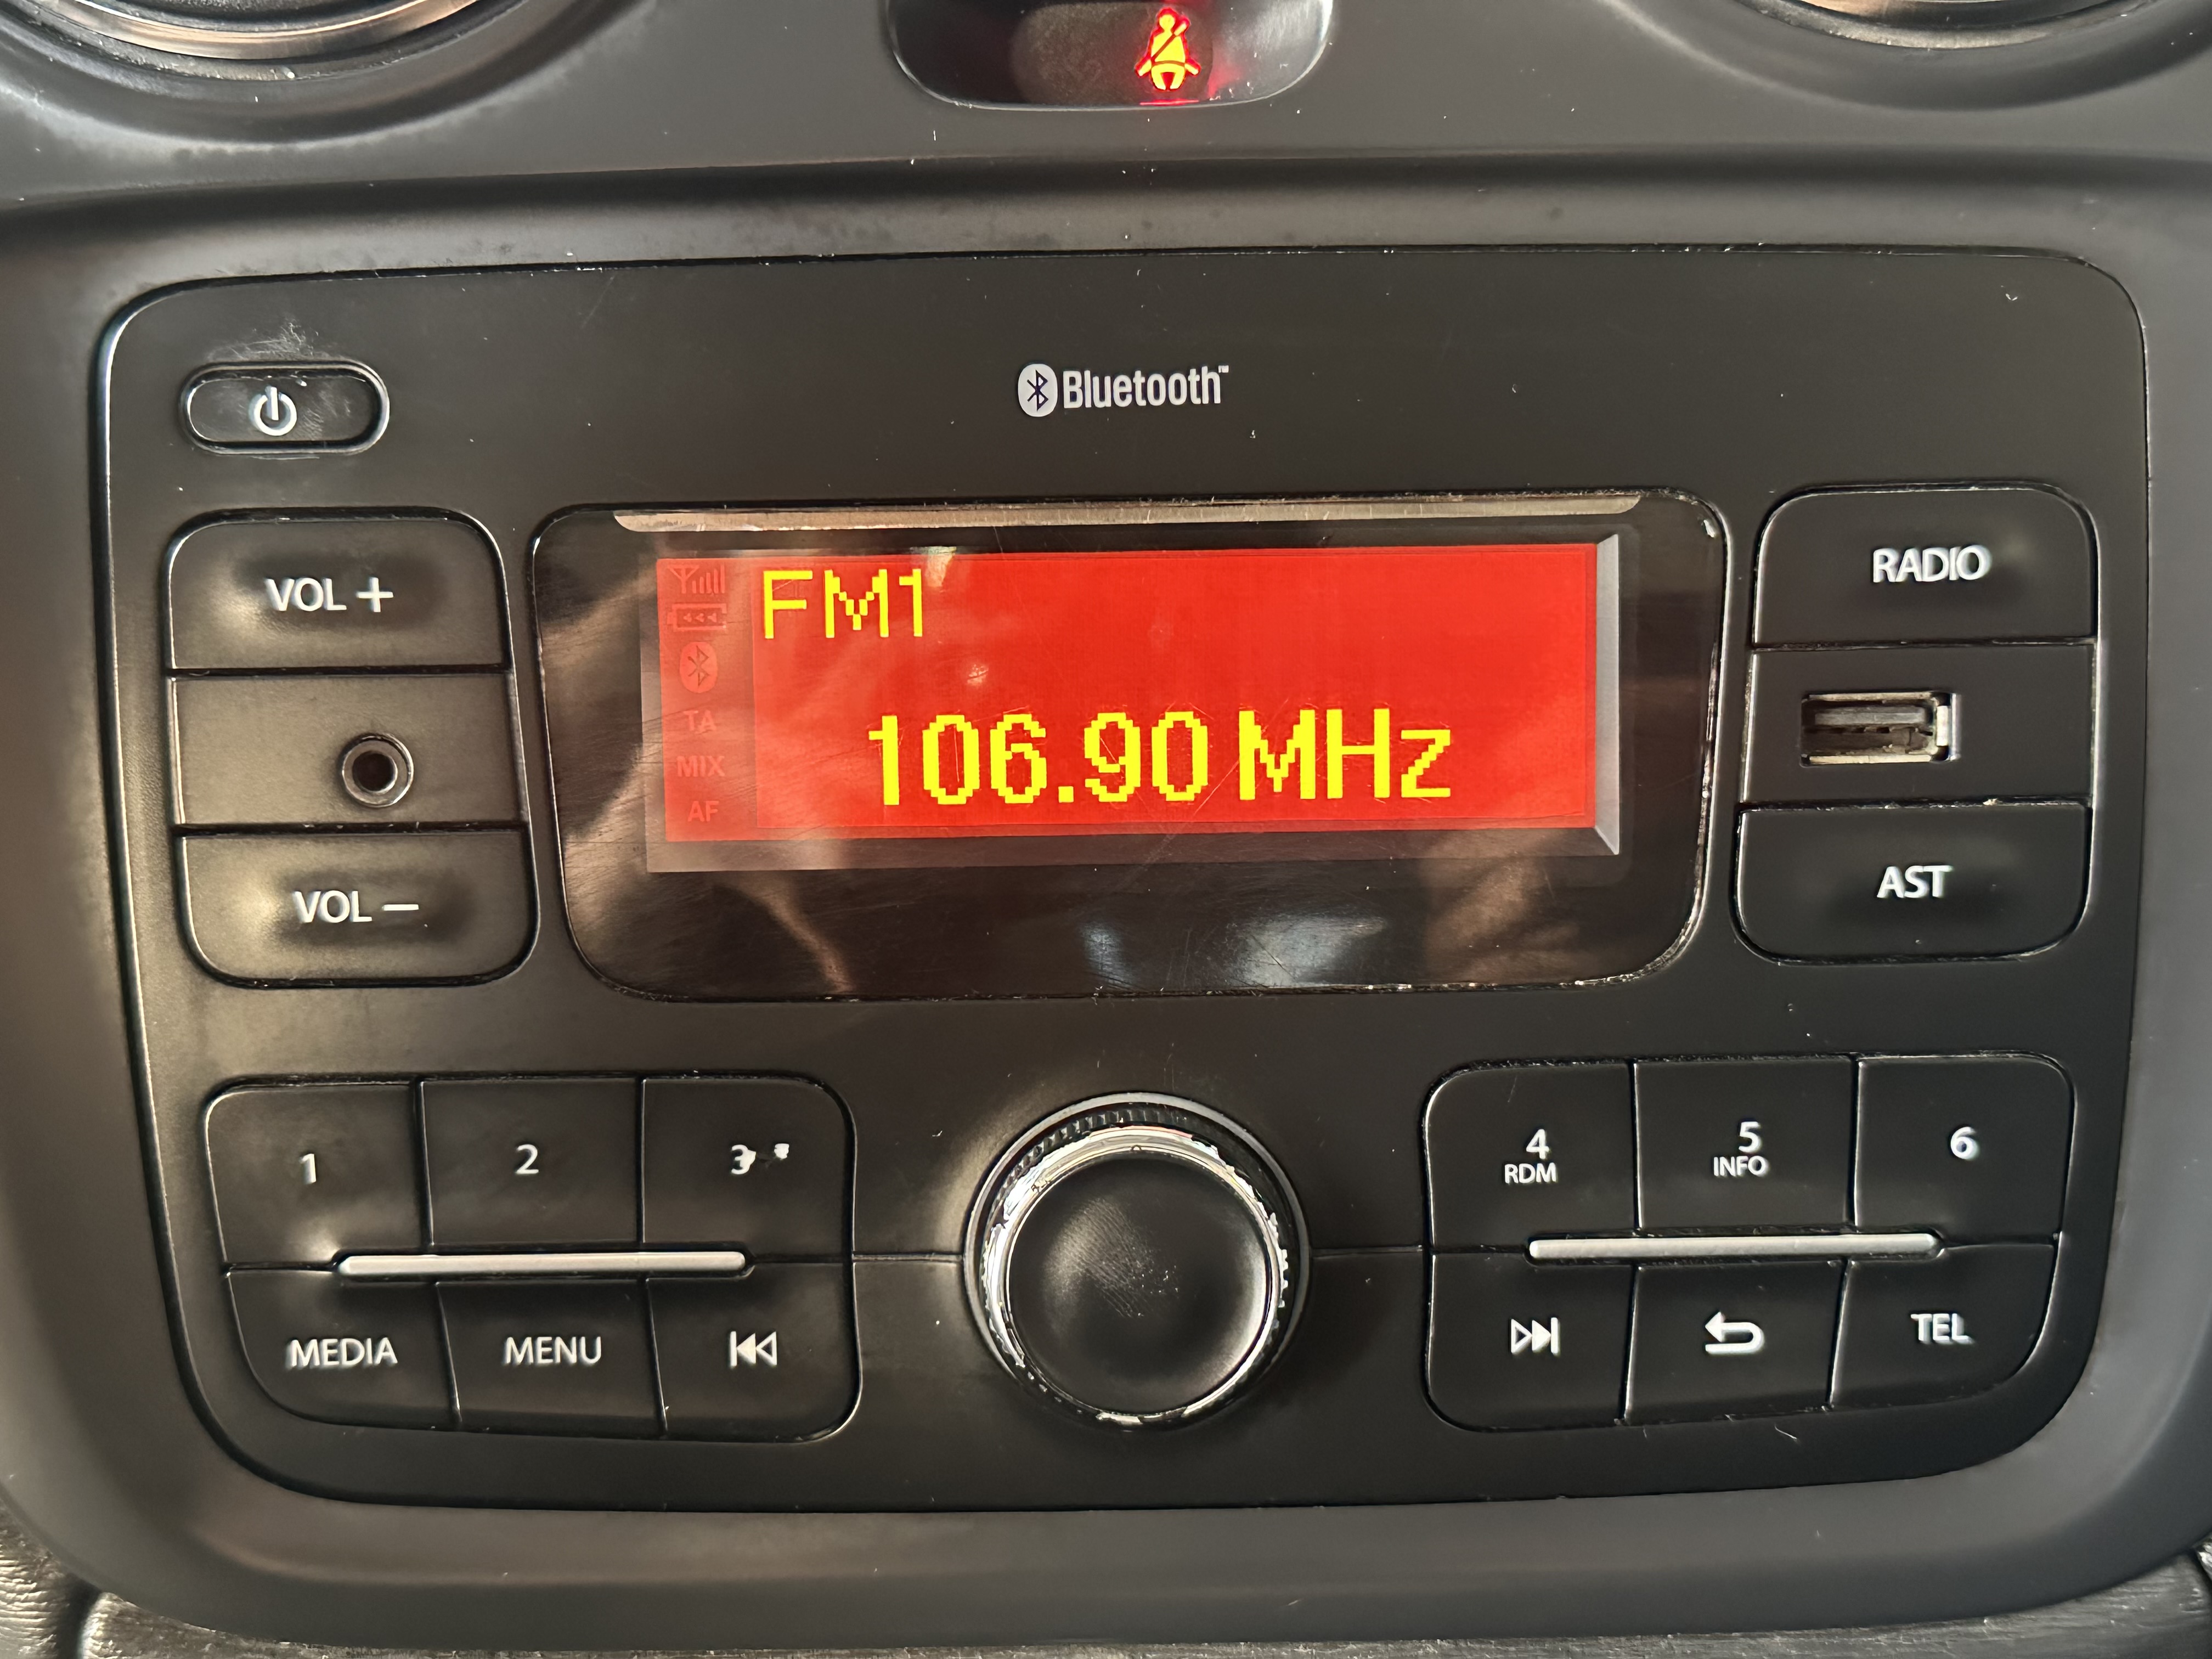 Bluetooth™
VOL +
VOL −
FM1
106.90 MHz
TA
MIX
AF
RADIO
AST
1
2
3
4
RDM
5
INFO
6
MEDIA
MENU
TEL